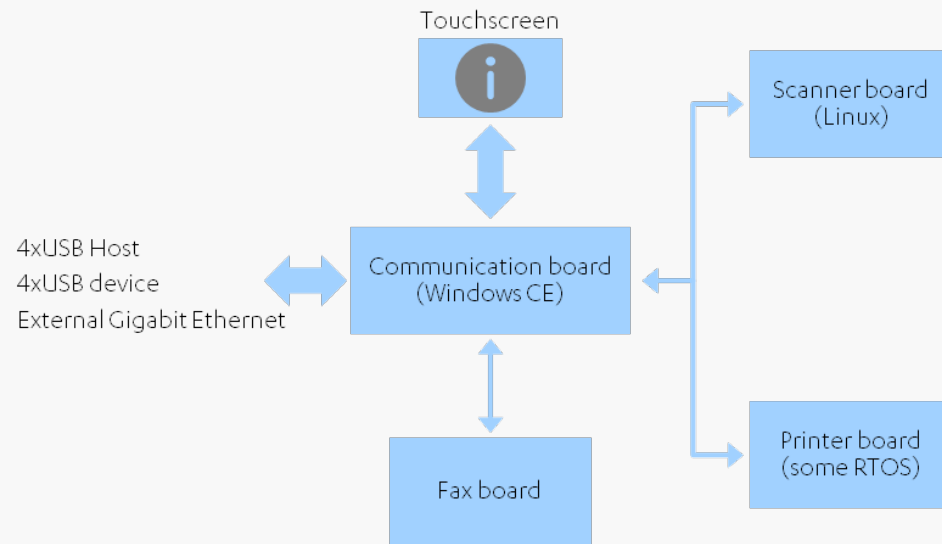 Touchscreen
i
Scanner board
(Linux)
4xUSB Host
4xUSB device
External Gigabit Ethernet
Communication board
(Windows CE)
Printer board
(some RTOS)
Fax board